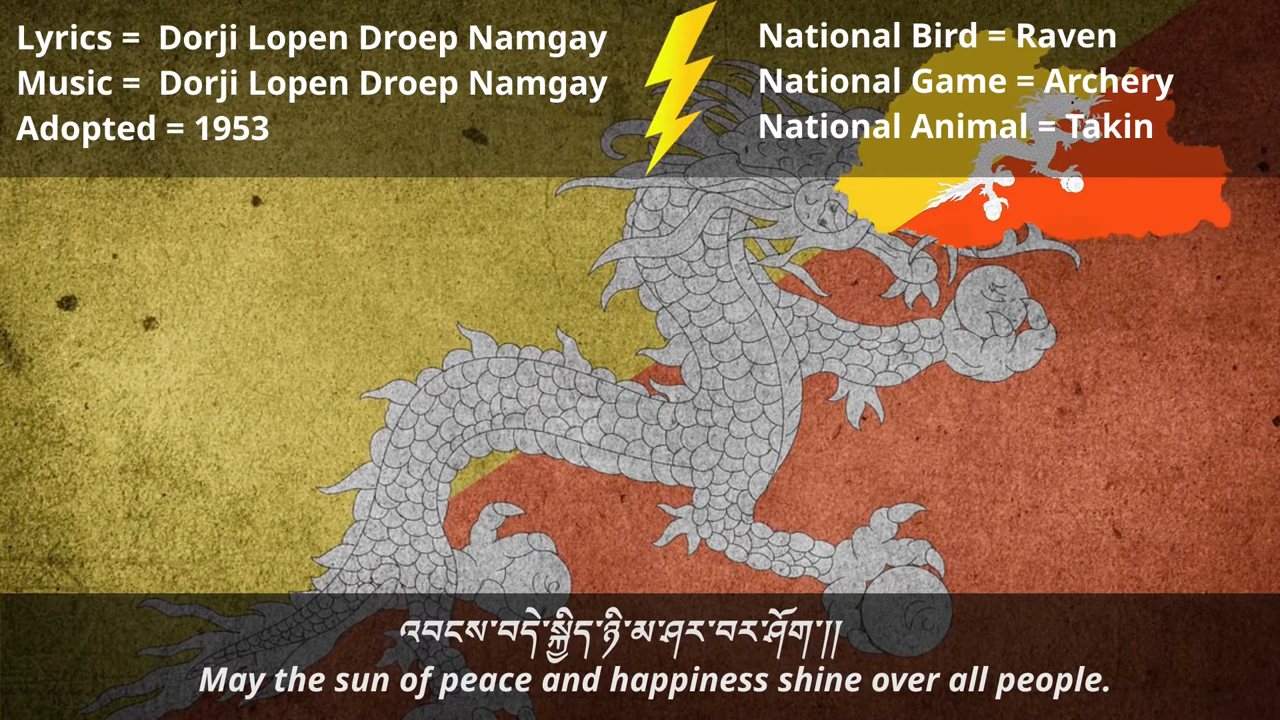 Lyrics = Dorji Lopen Droep Namgay
Music = Dorji Lopen Droep Namgay
Adopted = 1953
National Bird = Raven
National Game = Archery
National Animal = Takin
འབངས་བདེ་སྐྱིད་ཉི་མ་ཤར་བར་ཤོག།།
May the sun of peace and happiness shine over all people.